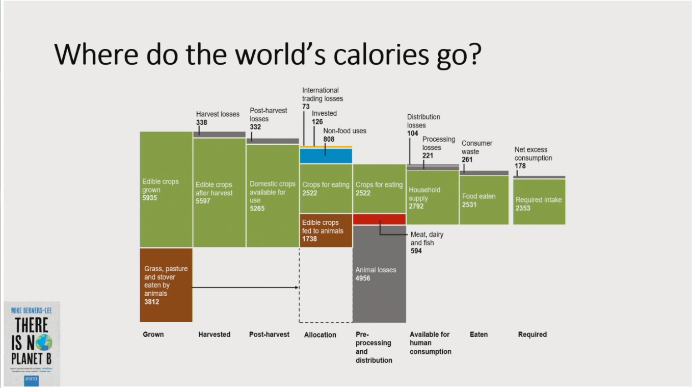 Where do the world's calories go?
International
trading losses
73
Invested
126
Non-food uses
808
Harvest losses
338
Post-harvest
losses
332
Distribution
losses
104
Processing
losses
221
Consumer
waste
261
Net excess
consumption
178
Edible crops
grown
5935
Edible crops
after harvest
5597
Domestic crops
available for
use
5265
Crops for eating
2522
Crops for eating
2522
Household
supply
2792
Food eaten
2531
Required intake
2353
Edible crops
fed to animals
1738
Meat, dairy
and fish
594
Grass, pasture
and stover
eaten by
animals
3812
Animal losses
4956
Grown
Harvested
Post-harvest
Allocation
Pre-
processing
and
distribution
Available for
human
consumption
Eaten
Required
MIKE BERNERS-LEE
THERE
IS NO
PLANET B